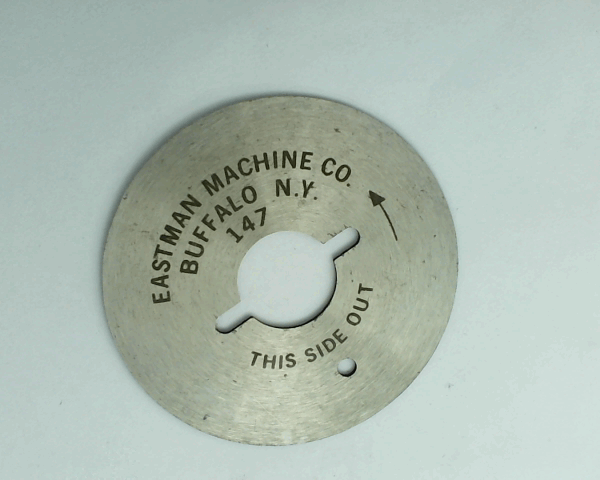 EASTMAN MACHINE CO.
BUFFALO N.Y.
147
THIS SIDE OUT